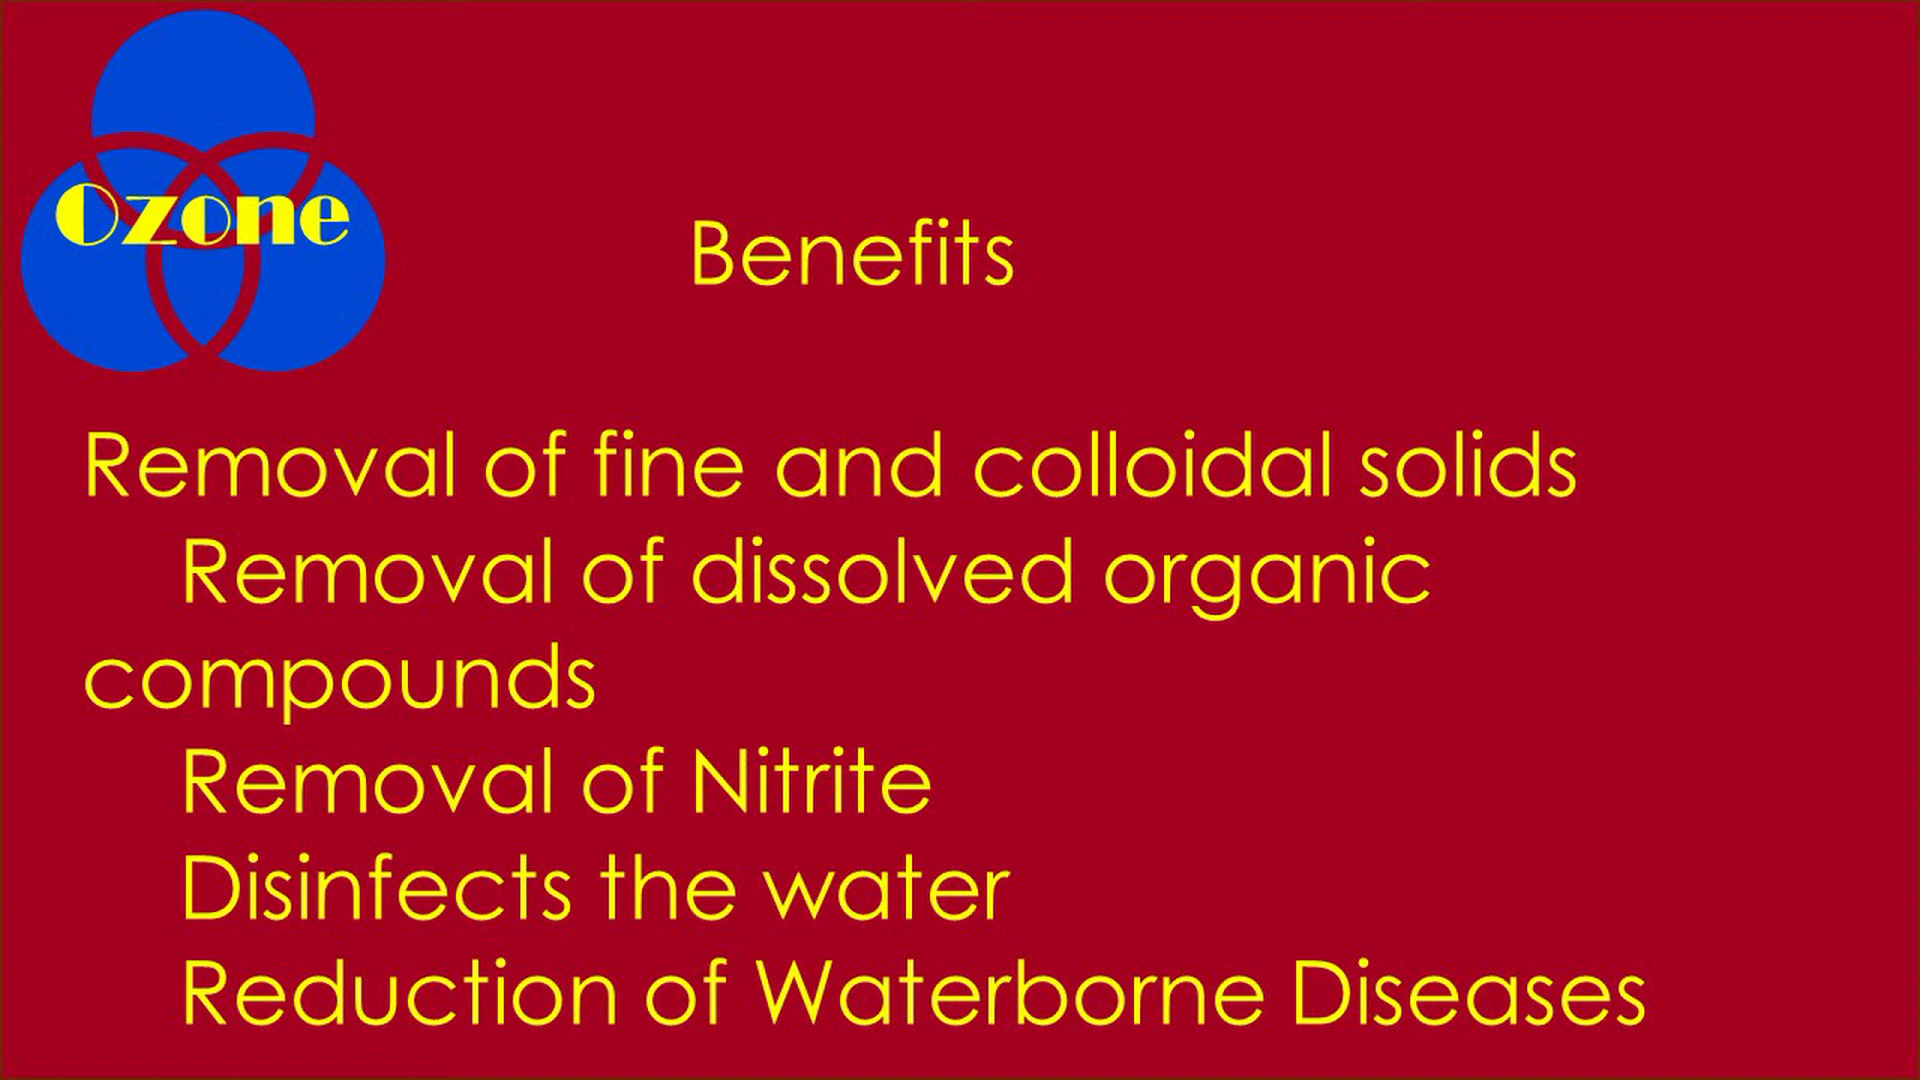 Ozone
Benefits
Removal of fine and colloidal solids
Removal of dissolved organic
compounds
Removal of Nitrite
Disinfects the water
Reduction of Waterborne Diseases